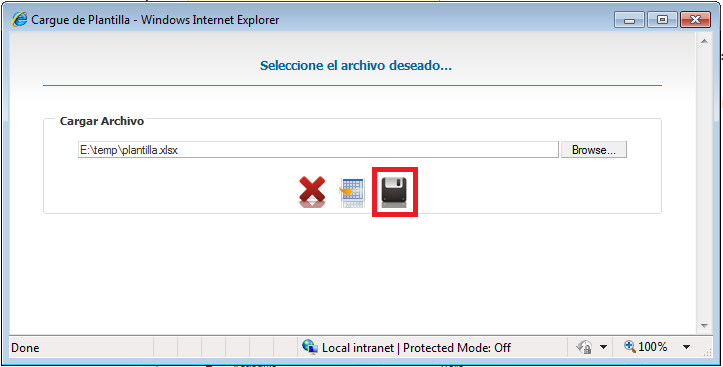 Cargue de Plantilla - Windows Internet Explorer
Seleccione el archivo deseado...
Cargar Archivo
E:\temp\plantilla.xlsx
Browse...
Done
Local intranet | Protected Mode: Off
100%